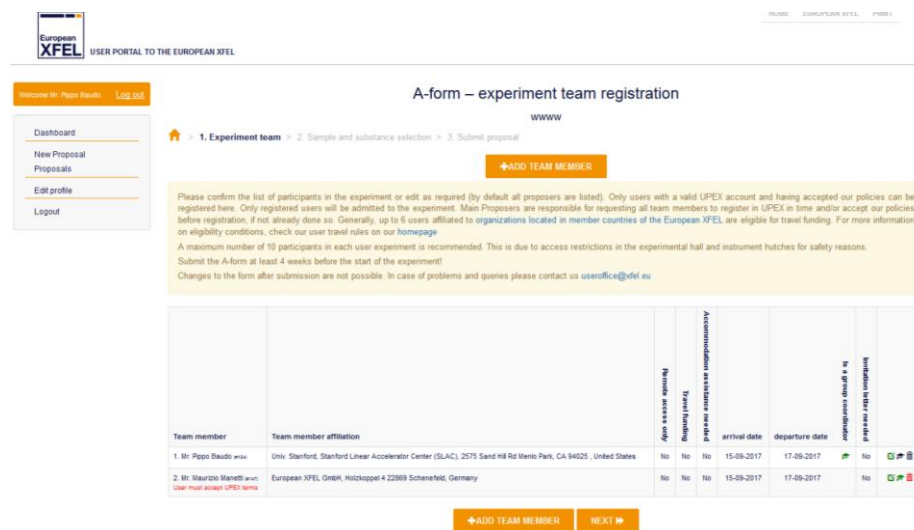 HOME EUROPEAN XFEL PRINT
European
XFEL
USER PORTAL TO THE EUROPEAN XFEL
Welcome Mr. Pippo Baudo Log out
A-form – experiment team registration
wwww
Dashboard
New Proposal
Proposals
Edit profile
Logout
> 1. Experiment team > 2. Sample and substance selection > 3. Submit proposal
+ADD TEAM MEMBER
Please confirm the list of participants in the experiment or edit as required (by default all proposers are listed). Only users with a valid UPEX account and having accepted our policies can be
registered here. Only registered users will be admitted to the experiment. Main Proposers are responsible for requesting all team members to register in UPEX in time and/or accept our policies
before registration, if not already done so. Generally, up to 6 users affiliated to organizations located in member countries of the European XFEL are eligible for travel funding. For more information
on eligibility conditions, check our user travel rules on our homepage
A maximum number of 10 participants in each user experiment is recommended. This is due to access restrictions in the experimental hall and instrument hutches for safety reasons.
Submit the A-form at least 4 weeks before the start of the experiment!
Changes to the form after submission are not possible. In case of problems and queries please contact us useroffice@xfel.eu
Team member Team member affiliation Remote access only Travel funding Accommodation assistance needed arrival date departure date Is a group coordinator Invitation letter needed
1. Mr. Pippo Baudo Univ. Stanford, Stanford Linear Accelerator Center (SLAC), 2575 Sand Hill Rd Menlo Park, CA 94025 , United States No No No 15-09-2017 17-09-2017 No
2. Mr. Maurizio Manetti European XFEL GmbH, Holzkoppel 4 22869 Schenefeld, Germany No No No 15-09-2017 17-09-2017 No
User must accept UPEX terms
+ADD TEAM MEMBER NEXT